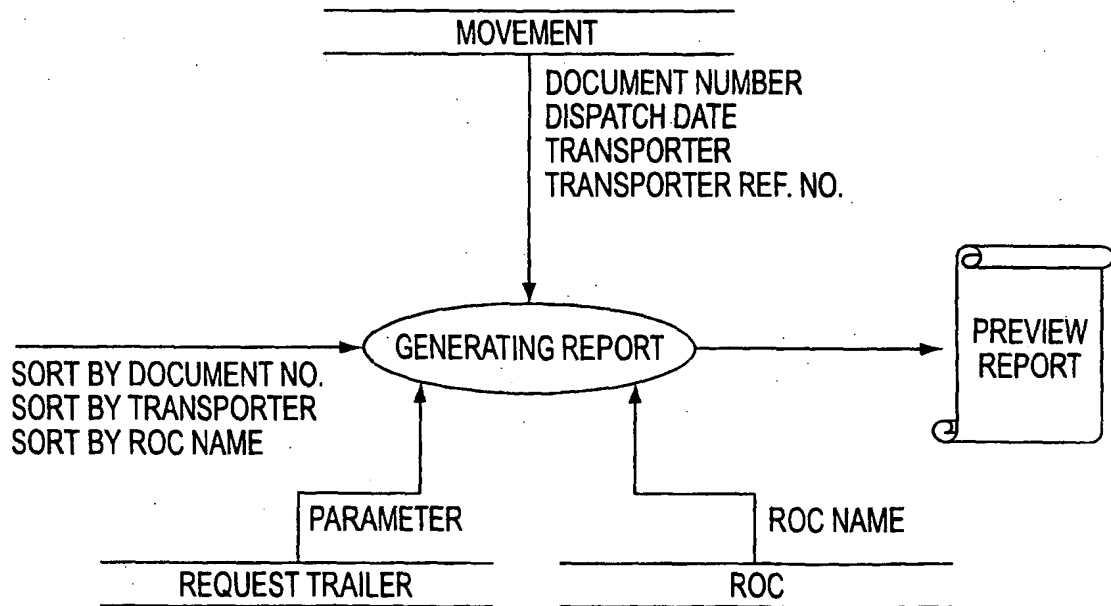 MOVEMENT
DOCUMENT NUMBER
DISPATCH DATE
TRANSPORTER
TRANSPORTER REF. NO.
GENERATING REPORT
PREVIEW
REPORT
SORT BY DOCUMENT NO.
SORT BY TRANSPORTER
SORT BY ROC NAME
PARAMETER
ROC NAME
REQUEST TRAILER
ROC